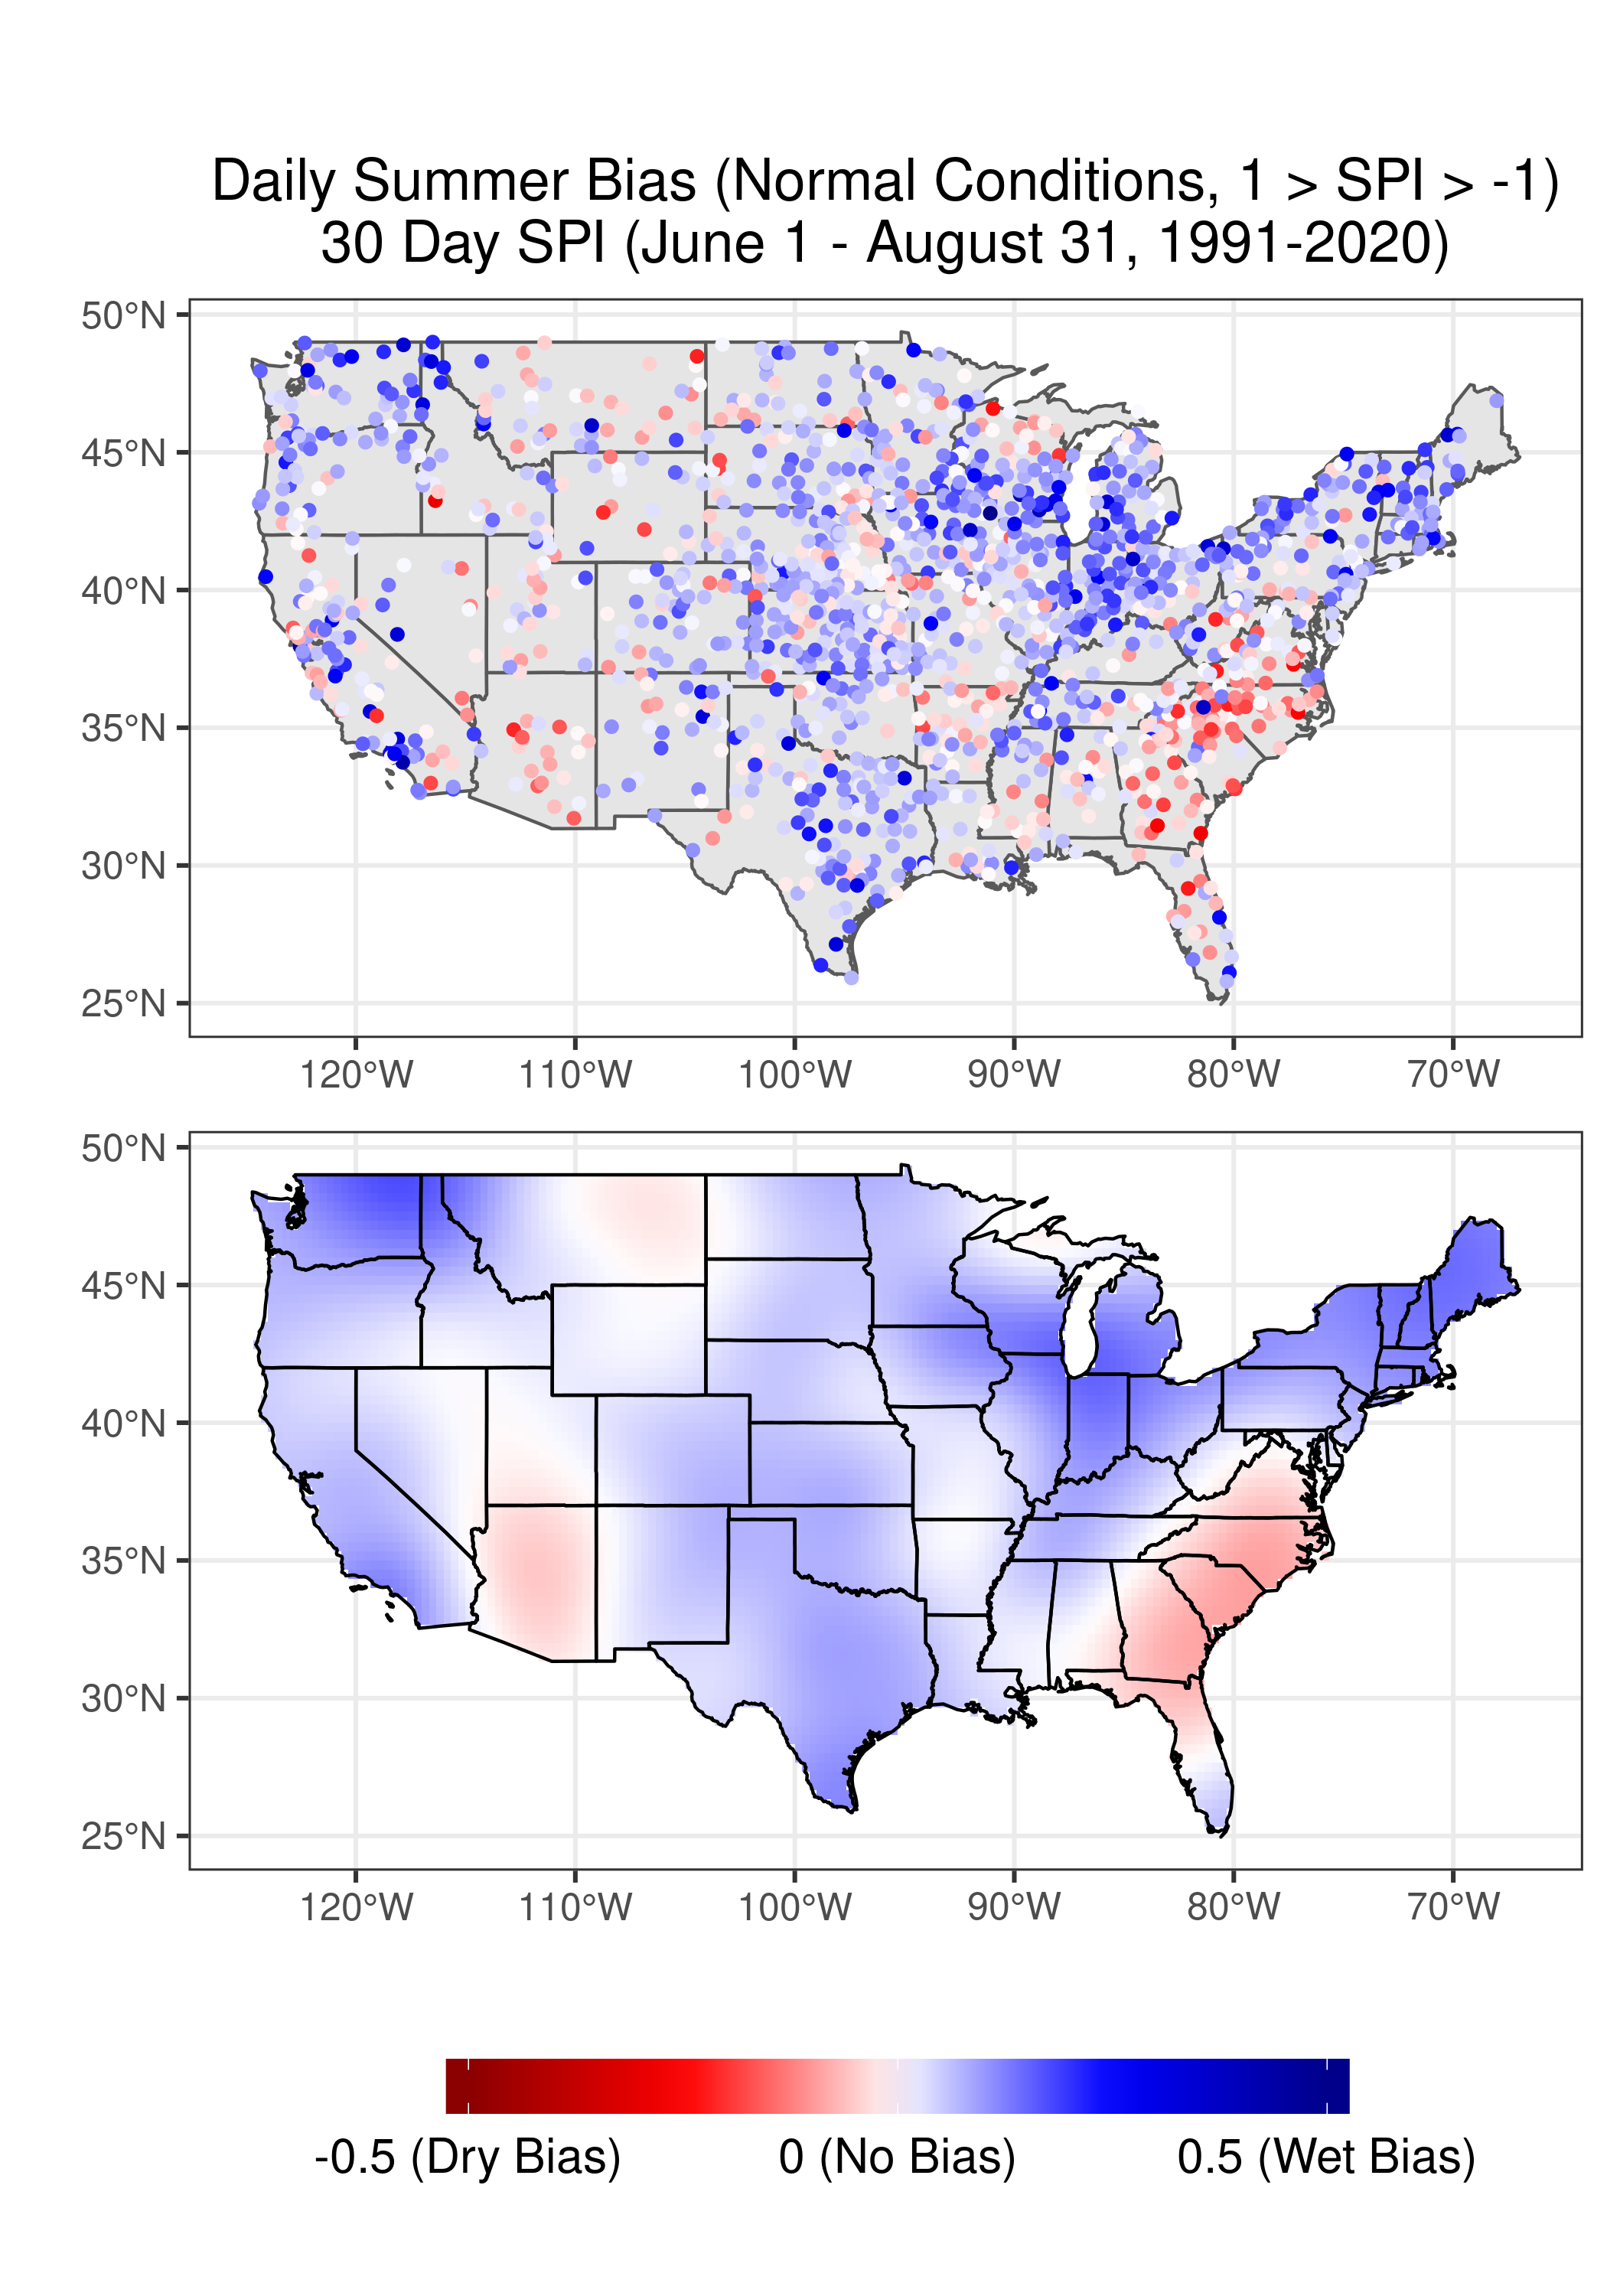 Daily Summer Bias (Normal Conditions, 1 > SPI > -1)
30 Day SPI (June 1 - August 31, 1991-2020)
50°N
45°N
40°N
35°N
30°N
25°N
120°W 110°W 100°W 90°W 80°W 70°W
50°N
45°N
40°N
35°N
30°N
25°N
120°W 110°W 100°W 90°W 80°W 70°W
-0.5 (Dry Bias) 0 (No Bias) 0.5 (Wet Bias)